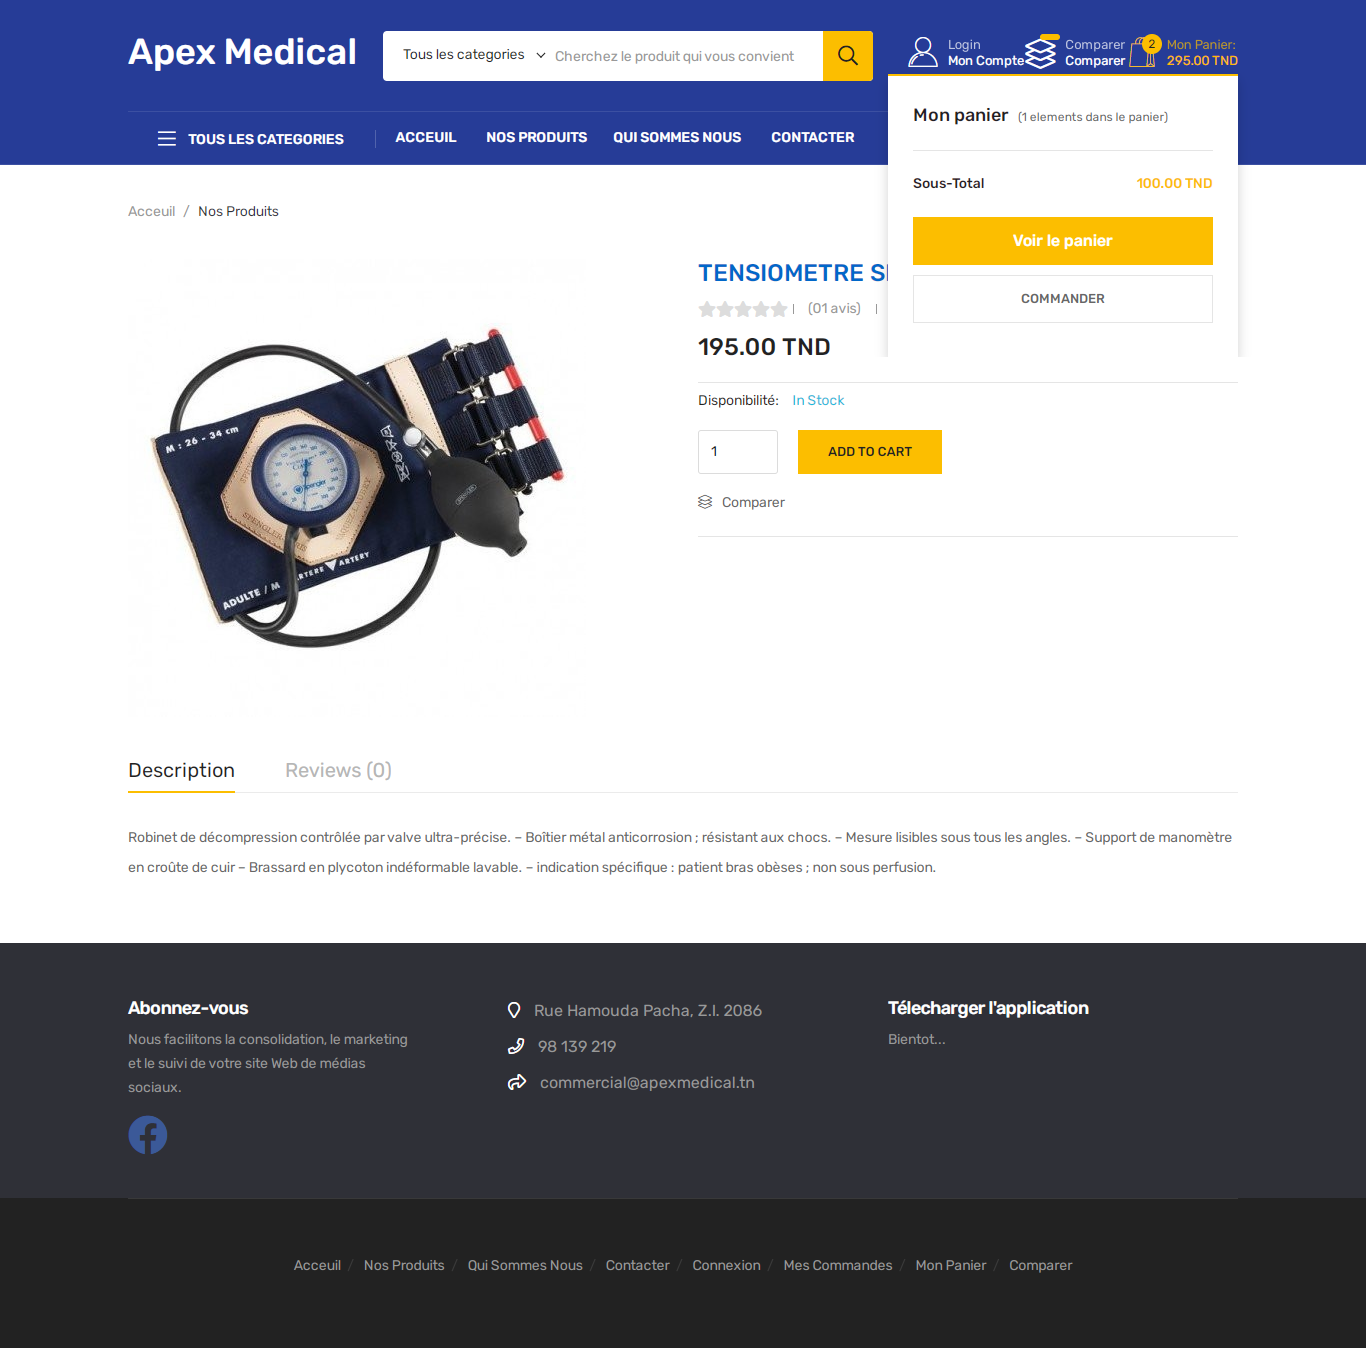 Apex Medical
Tous les categories
Cherchez le produit qui vous convient
Login
Mon Compte
Comparer
Comparer
2
Mon Panier:
295.00 TND
TOUS LES CATEGORIES
ACCEUIL
NOS PRODUITS
QUI SOMMES NOUS
CONTACTER
Mon panier (1 elements dans le panier)
Sous-Total 100.00 TND
Voir le panier
COMMANDER
Acceuil / Nos Produits
TENSIOMETRE
(01 avis)
195.00 TND
Disponibilité: In Stock
1
ADD TO CART
Comparer
M : 26 - 34 cm
Classic
Spengler
ADULTE / M
ARTERY
Description
Reviews (0)
Robinet de décompression contrôlée par valve ultra-précise. – Boîtier métal anticorrosion ; résistant aux chocs. – Mesure lisibles sous tous les angles. – Support de manomètre
en croûte de cuir – Brassard en plycoton indéformable lavable. – indication spécifique : patient bras obèses ; non sous perfusion.
Abonnez-vous
Nous facilitons la consolidation, le marketing
et le suivi de votre site Web de médias
sociaux.
Rue Hamouda Pacha, Z.I. 2086
98 139 219
commercial@apexmedical.tn
Télecharger l'application
Bientot...
Acceuil / Nos Produits / Qui Sommes Nous / Contacter / Connexion / Mes Commandes / Mon Panier / Comparer